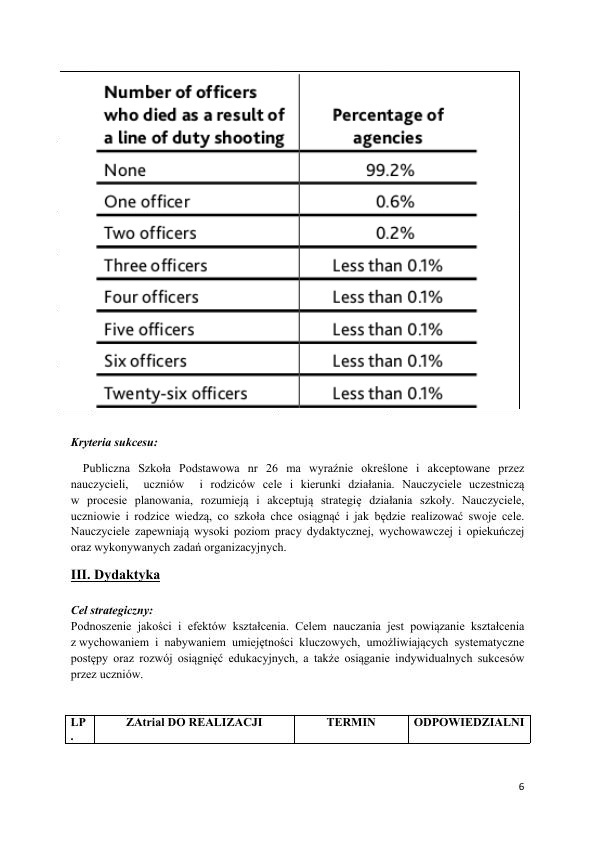 Number of officers
who died as a result of
a line of duty shooting
Percentage of
agencies
None 99.2%
One officer 0.6%
Two officers 0.2%
Three officers Less than 0.1%
Four officers Less than 0.1%
Five officers Less than 0.1%
Six officers Less than 0.1%
Twenty-six officers Less than 0.1%
Kryteria sukcesu:
Publiczna Szkoła Podstawowa nr 26 ma wyraźnie określone i akceptowane przez
nauczycieli, uczniów i rodziców cele i kierunki działania. Nauczyciele uczestniczą
w procesie planowania, rozumieją i akceptują strategię działania szkoły. Nauczyciele,
uczniowie i rodzice wiedzą, co szkoła chce osiągnąć i jak będzie realizować swoje cele.
Nauczyciele zapewniają wysoki poziom pracy dydaktycznej, wychowawczej i opiekuńczej
oraz wykonywanych zadań organizacyjnych.
III. Dydaktyka
Cel strategiczny:
Podnoszenie jakości i efektów kształcenia. Celem nauczania jest powiązanie kształcenia
z wychowaniem i nabywaniem umiejętności kluczowych, umożliwiających systematyczne
postępy oraz rozwój osiągnięć edukacyjnych, a także osiąganie indywidualnych sukcesów
przez uczniów.
LP ZAtrial DO REALIZACJI TERMIN ODPOWIEDZIALNI
.
6